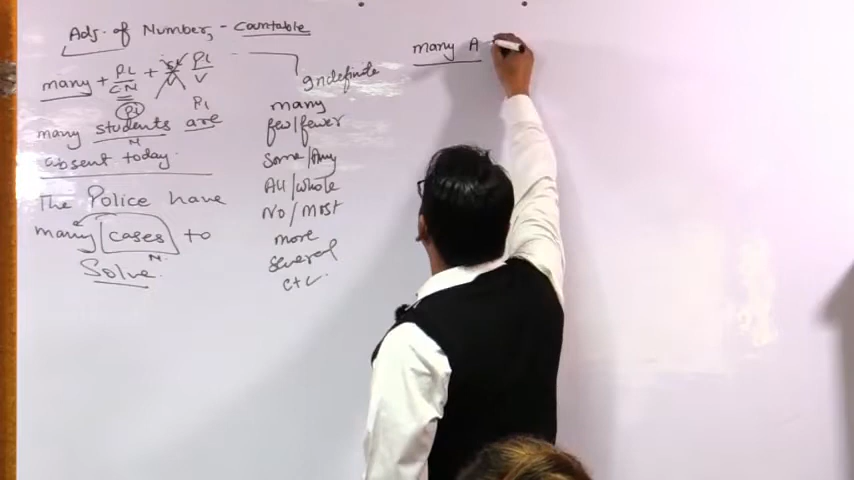 Adj. of Number, - Countable
many + Pl/CN + Pl/V
Pl
Pl
many students are
N
absent today.
The Police have
many cases to
N.
Solve.
Indefinite
many
few/fewer
Some/Any
All/whole
No/Most
more
several
etc.
many A